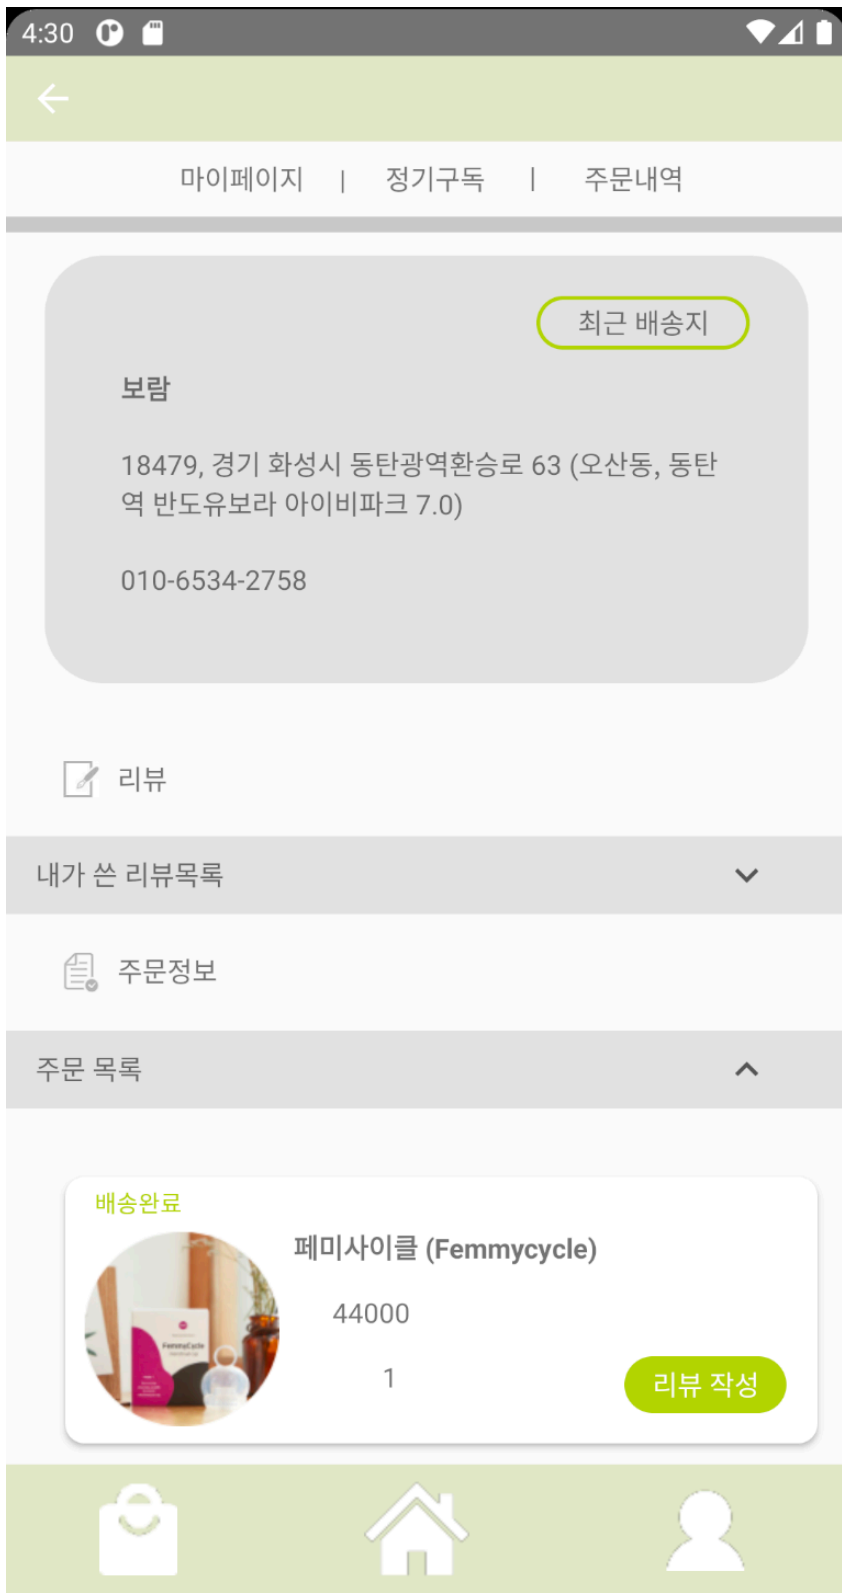 4:30
마이페이지 | 정기구독 | 주문내역
최근 배송지
보람
18479, 경기 화성시 동탄광역환승로 63 (오산동, 동탄
역 반도유보라 아이비파크 7.0)
010-6534-2758
리뷰
내가 쓴 리뷰목록
주문정보
주문 목록
배송완료
페미사이클 (Femmycycle)
44000
1
리뷰 작성
FemmyCycle